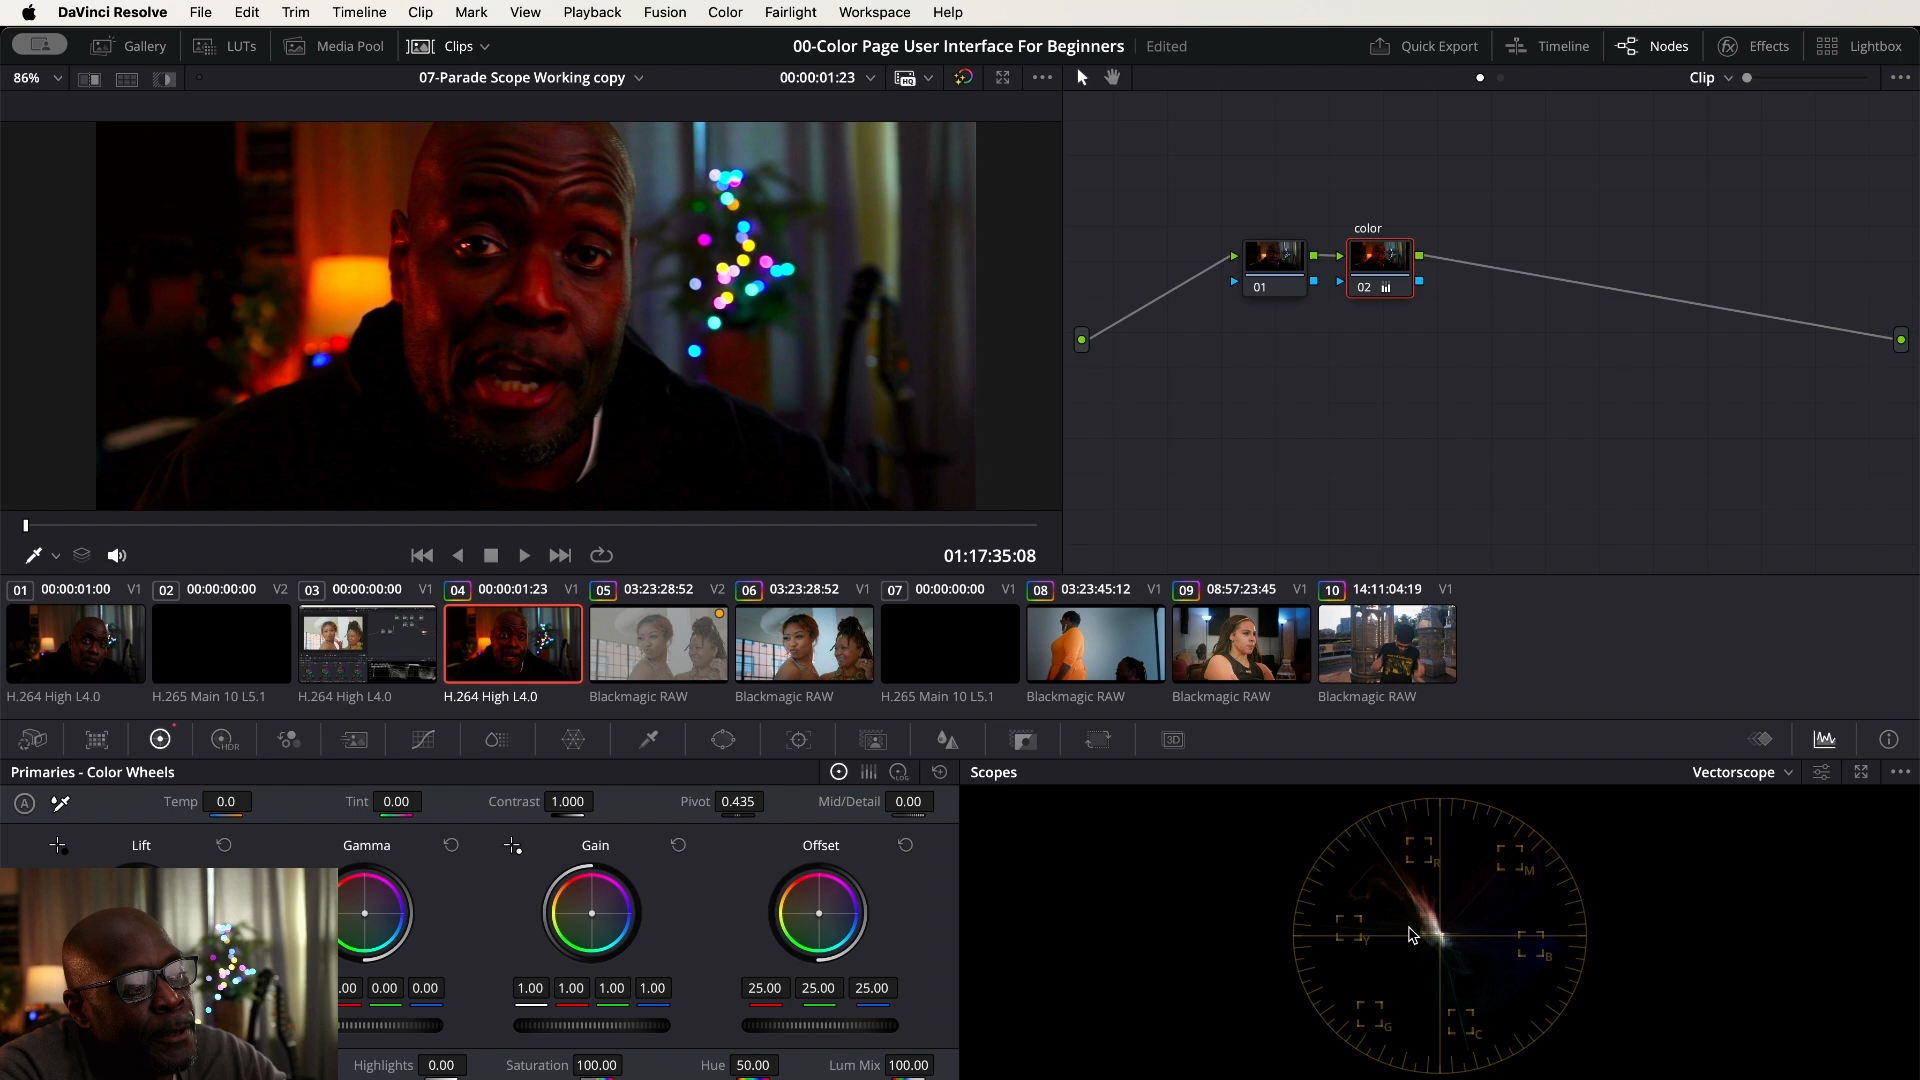 DaVinci Resolve File Edit Trim Timeline Clip Mark View Playback Fusion Color Fairlight Workspace Help
Gallery LUTs Media Pool Clips 00-Color Page User Interface For Beginners Edited Quick Export Timeline Nodes Effects Lightbox
86% 07-Parade Scope Working copy 00:00:01:23 HQ Clip
color
01 02
01:17:35:08
01 00:00:01:00 V1 02 00:00:00:00 V2 03 00:00:00:00 V1 04 00:00:01:23 V1 05 03:23:28:52 V2 06 03:23:28:52 V1 07 00:00:00:00 V1 08 03:23:45:12 V1 09 08:57:23:45 V1 10 14:11:04:19 V1
H.264 High L4.0 H.265 Main 10 L5.1 H.264 High L4.0 H.264 High L4.0 Blackmagic RAW Blackmagic RAW H.265 Main 10 L5.1 Blackmagic RAW Blackmagic RAW Blackmagic RAW
HDR 3D
Primaries - Color Wheels LOG Scopes Vectorscope
A Temp 0.0 Tint 0.00 Contrast 1.000 Pivot 0.435 Mid/Detail 0.00
Lift Gamma Gain Offset
R M
Y B
.00 0.00 0.00 1.00 1.00 1.00 1.00 25.00 25.00 25.00
G C
Highlights 0.00 Saturation 100.00 Hue 50.00 Lum Mix 100.00